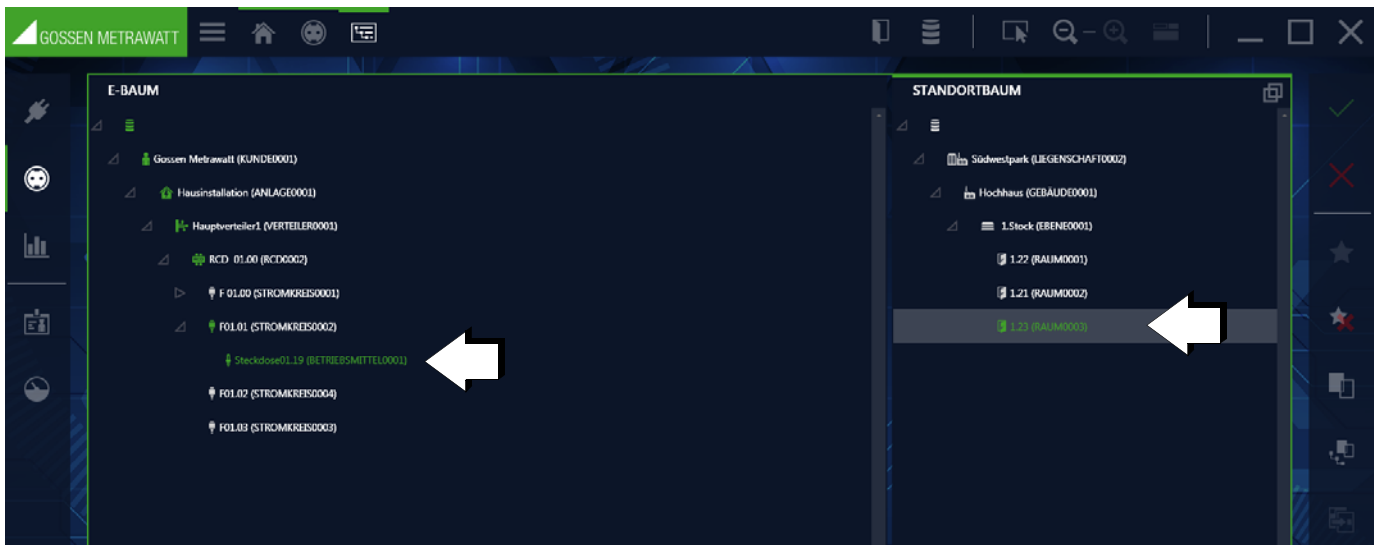 GOSSEN METRAWATT
E-BAUM
Gossen Metrawatt (KUNDE0001)
Hausinstallation (ANLAGE0001)
Hauptverteiler1 (VERTEILER0001)
RCD 01.00 (RCD0002)
F 01.00 (STROMKREIS0001)
F01.01 (STROMKREIS0002)
Steckdose01.19 (BETRIEBSMITTEL0001)
F01.02 (STROMKREIS0004)
F01.03 (STROMKREIS0003)
STANDORTBAUM
Südwestpark (LIEGENSCHAFT0002)
Hochhaus (GEBÄUDE0001)
1.Stock (EBENE0001)
1.22 (RAUM0001)
1.21 (RAUM0002)
1.23 (RAUM0003)